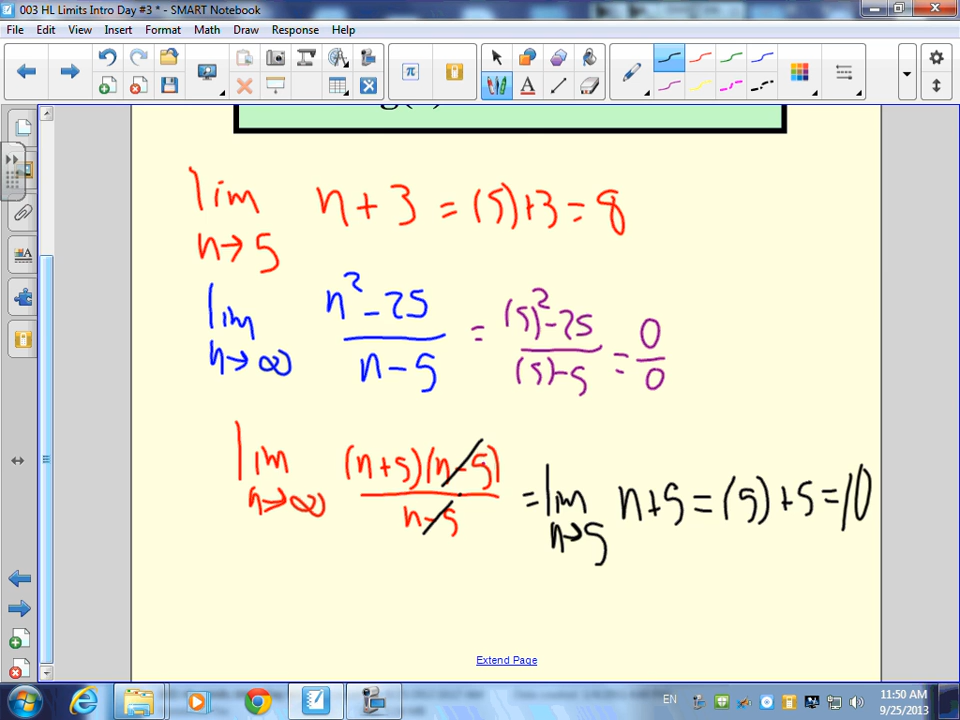 003 HL Limits Intro Day #3 * - SMART Notebook
File Edit View Insert Format Math Draw Response Help
lim n→5 n + 3 = (5)+3 = 8
lim n→∞ (n² - 25)/(n - 5) = ((5)² - 25)/((5) - 5) = 0/0
lim n→∞ (n+5)(n-5)/(n-5) = lim n→5 n+5 = (5)+5 = 10
Extend Page
EN
11:50 AM
9/25/2013